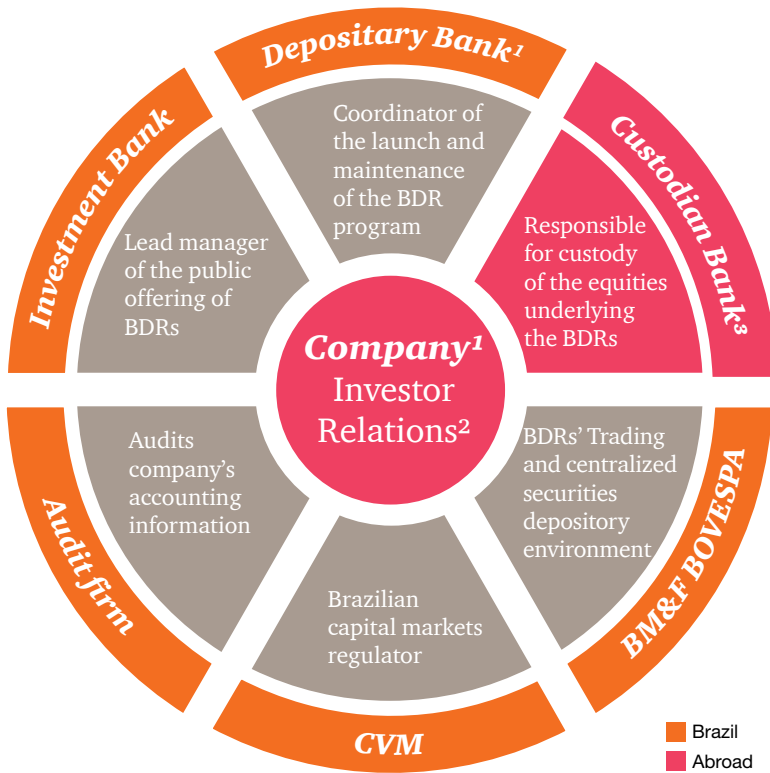 Depositary Bank¹
Coordinator of
the launch and
maintenance
of the BDR
program
Custodian Bank³
Responsible
for custody
of the equities
underlying
the BDRs
Investment Bank
Lead manager
of the public
offering of
BDRs
Company¹
Investor
Relations²
Audit firm
Audits
company's
accounting
information
BM&F BOVESPA
BDRs' Trading
and centralized
securities
depository
environment
Brazilian
capital markets
regulator
CVM
Brazil
Abroad